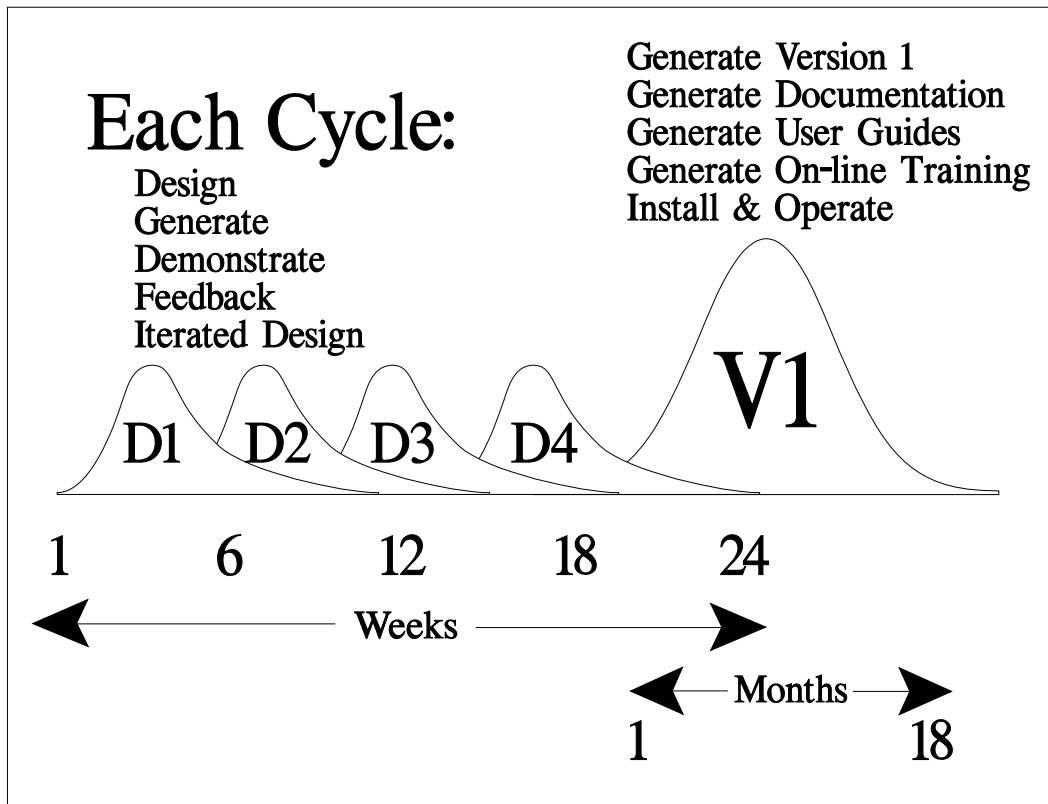 Each Cycle:
Design
Generate
Demonstrate
Feedback
Iterated Design
Generate Version 1
Generate Documentation
Generate User Guides
Generate On-line Training
Install & Operate
D1 D2 D3 D4 V1
1 6 12 18 24
Weeks
Months
1 18